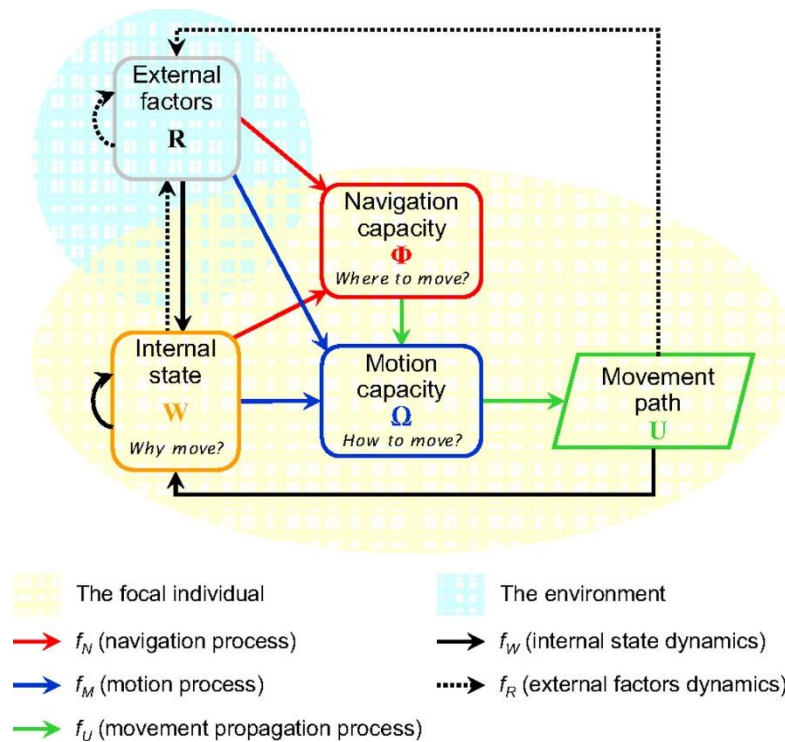 External
factors
R
Navigation
capacity
Φ
Where to move?
Internal
state
W
Why move?
Motion
capacity
Ω
How to move?
Movement
path
U
The focal individual
The environment
f_N (navigation process)
f_W (internal state dynamics)
f_M (motion process)
f_R (external factors dynamics)
f_U (movement propagation process)